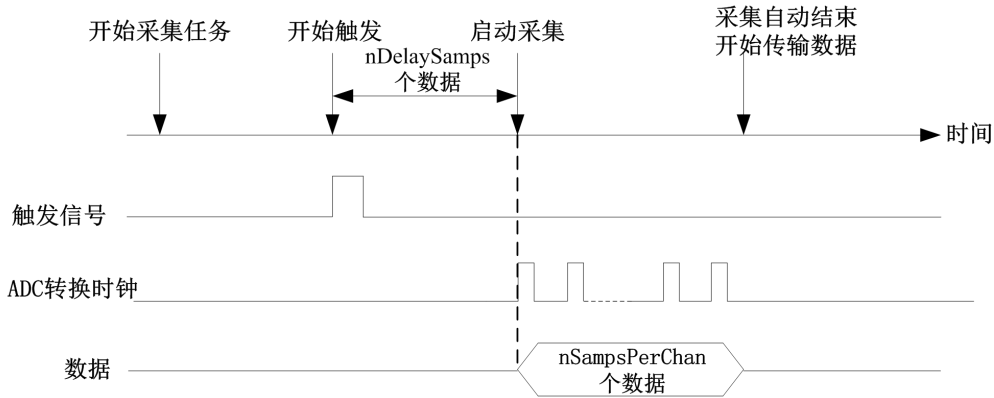 开始采集任务
开始触发
启动采集
采集自动结束
开始传输数据
nDelaySamps
个数据
时间
触发信号
ADC转换时钟
数据
nSampsPerChan
个数据